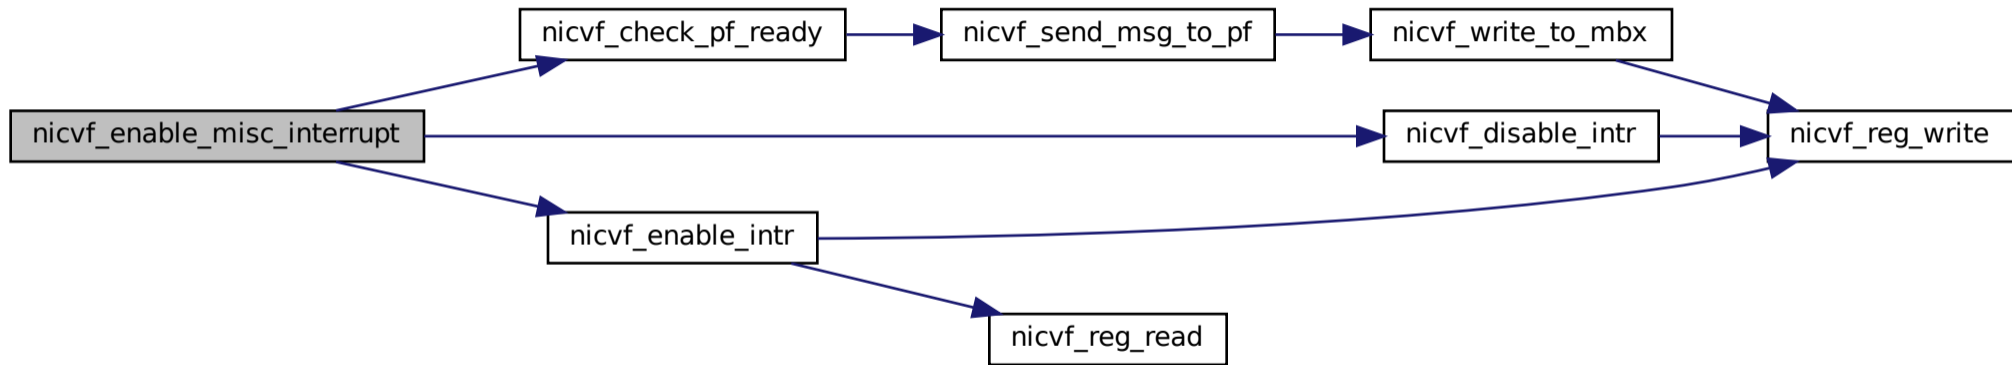 nicvf_check_pf_ready
nicvf_send_msg_to_pf
nicvf_write_to_mbx
nicvf_enable_misc_interrupt
nicvf_disable_intr
nicvf_reg_write
nicvf_enable_intr
nicvf_reg_read